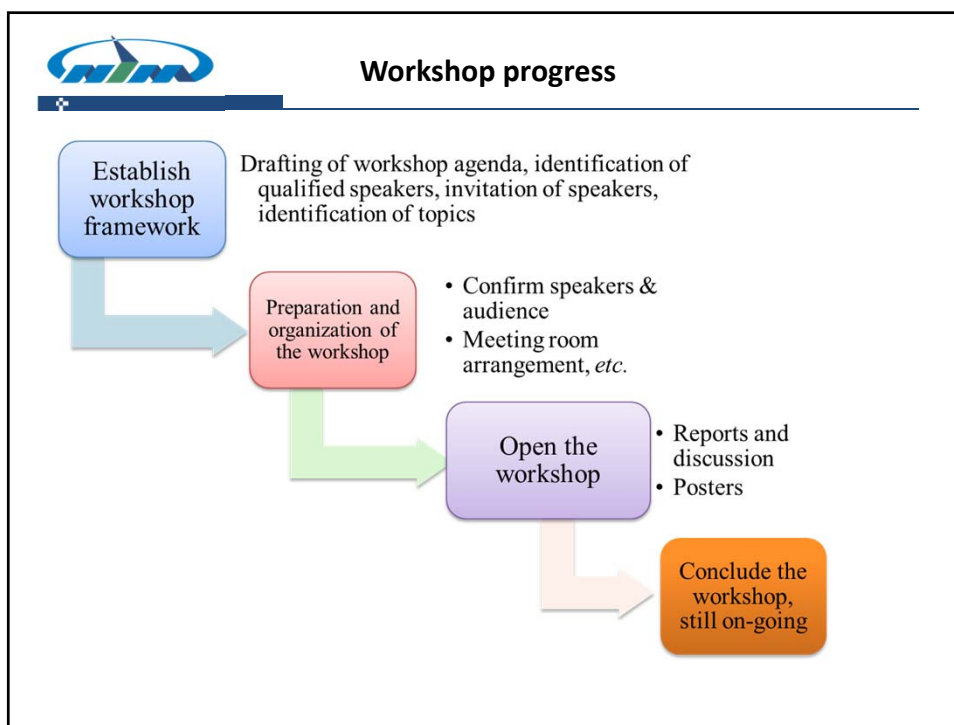 nim
Workshop progress
Establish
workshop
framework
Drafting of workshop agenda, identification of
qualified speakers, invitation of speakers,
identification of topics
Preparation and
organization of
the workshop
• Confirm speakers &
audience
• Meeting room
arrangement, etc.
Open the
workshop
• Reports and
discussion
• Posters
Conclude the
workshop,
still on-going